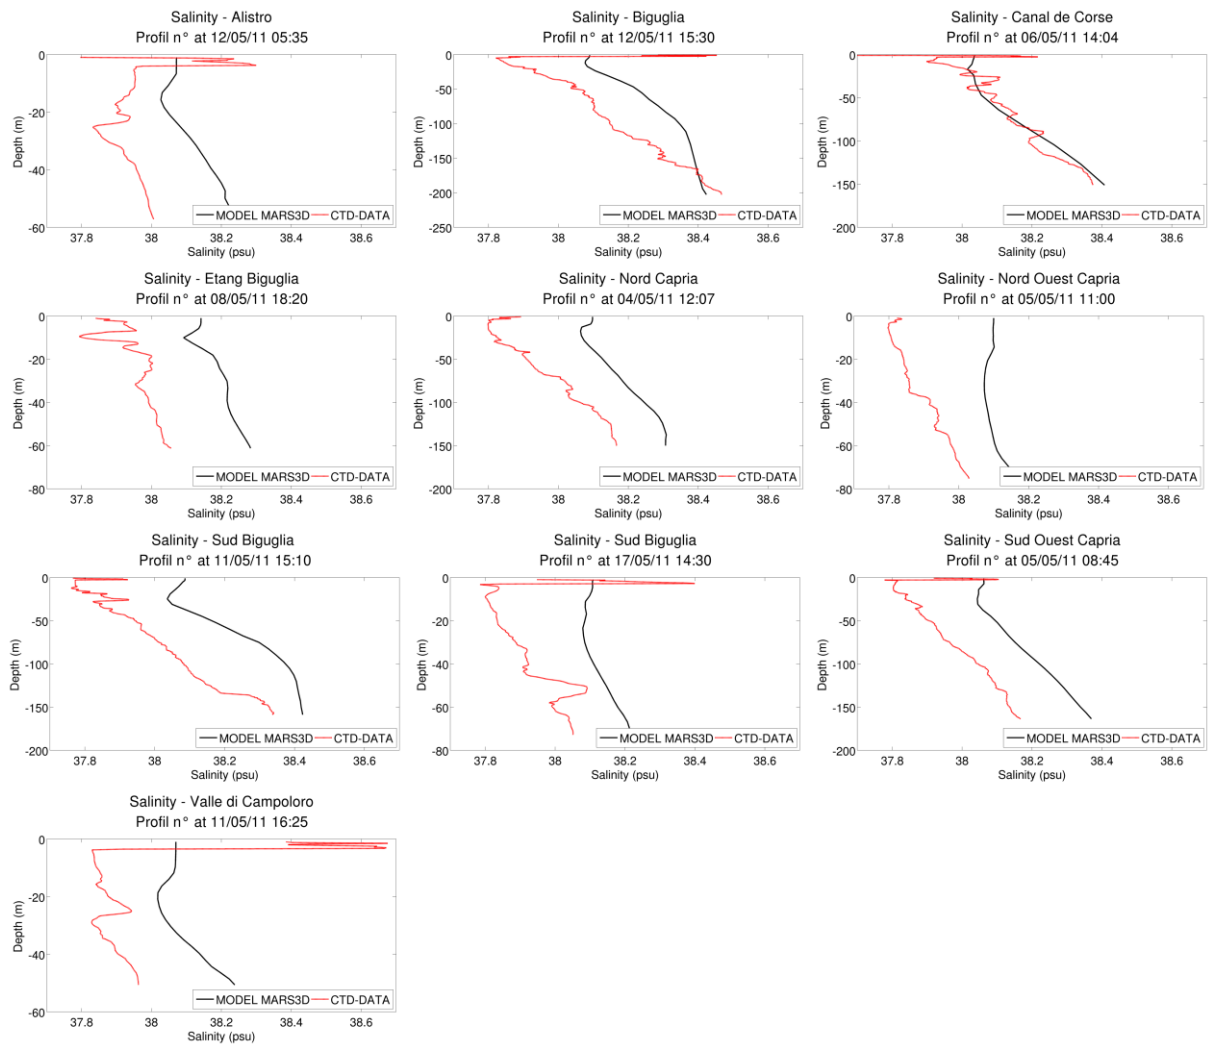 Salinity - Alistro
Profil n° at 12/05/11 05:35
0
-20
-40
-60
Depth (m)
MODEL MARS3D
CTD-DATA
37.8 38 38.2 38.4 38.6
Salinity (psu)
Salinity - Biguglia
Profil n° at 12/05/11 15:30
0
-50
-100
-150
-200
-250
Depth (m)
MODEL MARS3D
CTD-DATA
37.8 38 38.2 38.4 38.6
Salinity (psu)
Salinity - Canal de Corse
Profil n° at 06/05/11 14:04
0
-50
-100
-150
-200
Depth (m)
MODEL MARS3D
CTD-DATA
37.8 38 38.2 38.4 38.6
Salinity (psu)
Salinity - Etang Biguglia
Profil n° at 08/05/11 18:20
0
-20
-40
-60
-80
Depth (m)
MODEL MARS3D
CTD-DATA
37.8 38 38.2 38.4 38.6
Salinity (psu)
Salinity - Nord Capria
Profil n° at 04/05/11 12:07
0
-50
-100
-150
-200
Depth (m)
MODEL MARS3D
CTD-DATA
37.8 38 38.2 38.4 38.6
Salinity (psu)
Salinity - Nord Ouest Capria
Profil n° at 05/05/11 11:00
0
-20
-40
-60
-80
Depth (m)
MODEL MARS3D
CTD-DATA
37.8 38 38.2 38.4 38.6
Salinity (psu)
Salinity - Sud Biguglia
Profil n° at 11/05/11 15:10
0
-50
-100
-150
-200
Depth (m)
MODEL MARS3D
CTD-DATA
37.8 38 38.2 38.4 38.6
Salinity (psu)
Salinity - Sud Biguglia
Profil n° at 17/05/11 14:30
0
-20
-40
-60
-80
Depth (m)
MODEL MARS3D
CTD-DATA
37.8 38 38.2 38.4 38.6
Salinity (psu)
Salinity - Sud Ouest Capria
Profil n° at 05/05/11 08:45
0
-50
-100
-150
-200
Depth (m)
MODEL MARS3D
CTD-DATA
37.8 38 38.2 38.4 38.6
Salinity (psu)
Salinity - Valle di Campoloro
Profil n° at 11/05/11 16:25
0
-20
-40
-60
Depth (m)
MODEL MARS3D
CTD-DATA
37.8 38 38.2 38.4 38.6
Salinity (psu)